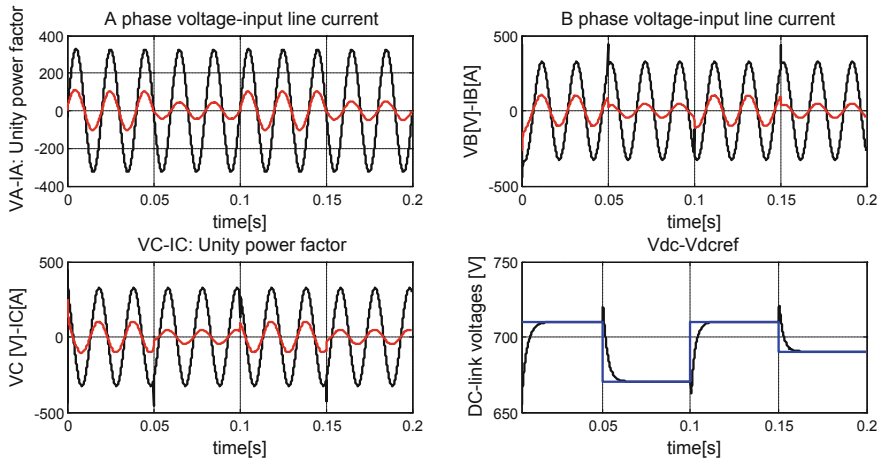 A phase voltage-input line current
VA-IA: Unity power factor
400
200
0
-200
-400
0
0.05
0.1
0.15
0.2
time[s]
B phase voltage-input line current
VB[V]-IB[A]
500
0
-500
0
0.05
0.1
0.15
0.2
time[s]
VC-IC: Unity power factor
VC [V]-IC[A]
500
0
-500
0
0.05
0.1
0.15
0.2
time[s]
Vdc-Vdcref
DC-link voltages [V]
750
700
650
0.05
0.1
0.15
0.2
time[s]